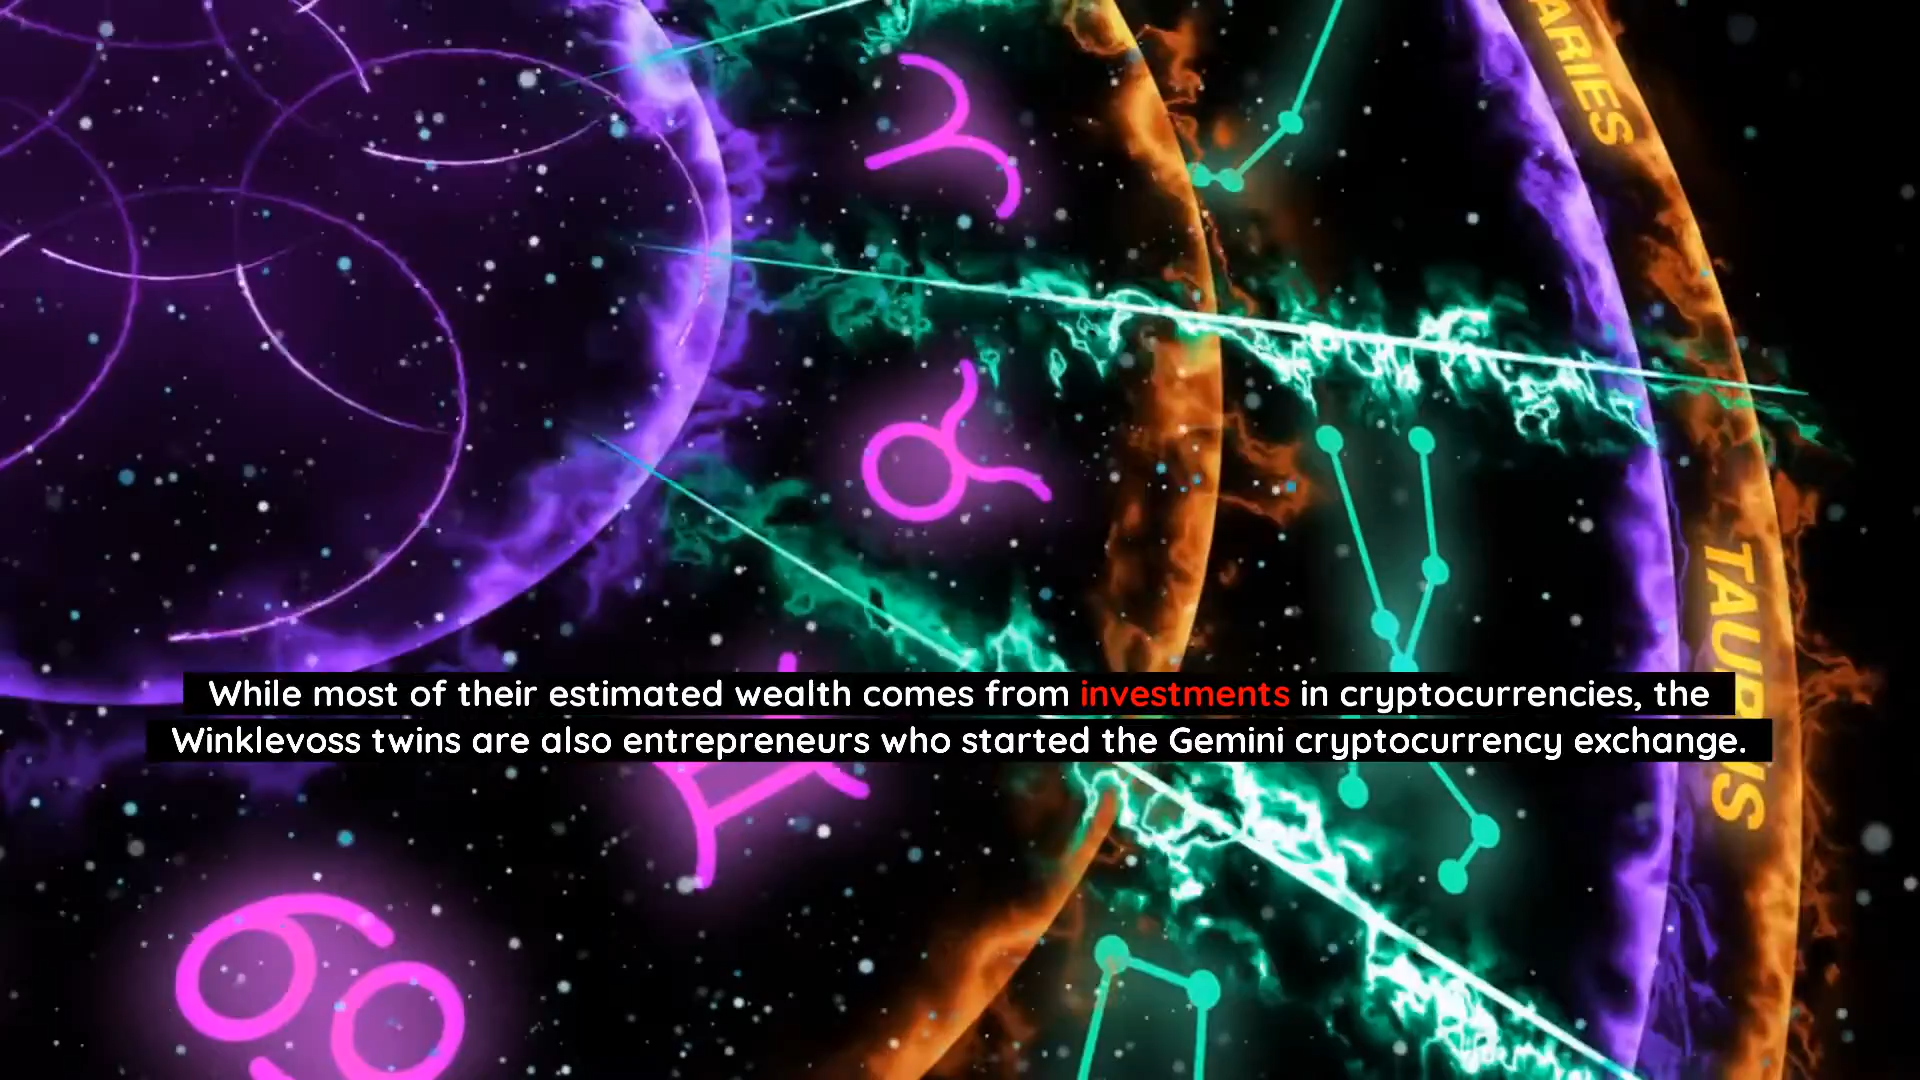 ARIES
TAURUS
While most of their estimated wealth comes from investments in cryptocurrencies, the
Winklevoss twins are also entrepreneurs who started the Gemini cryptocurrency exchange.